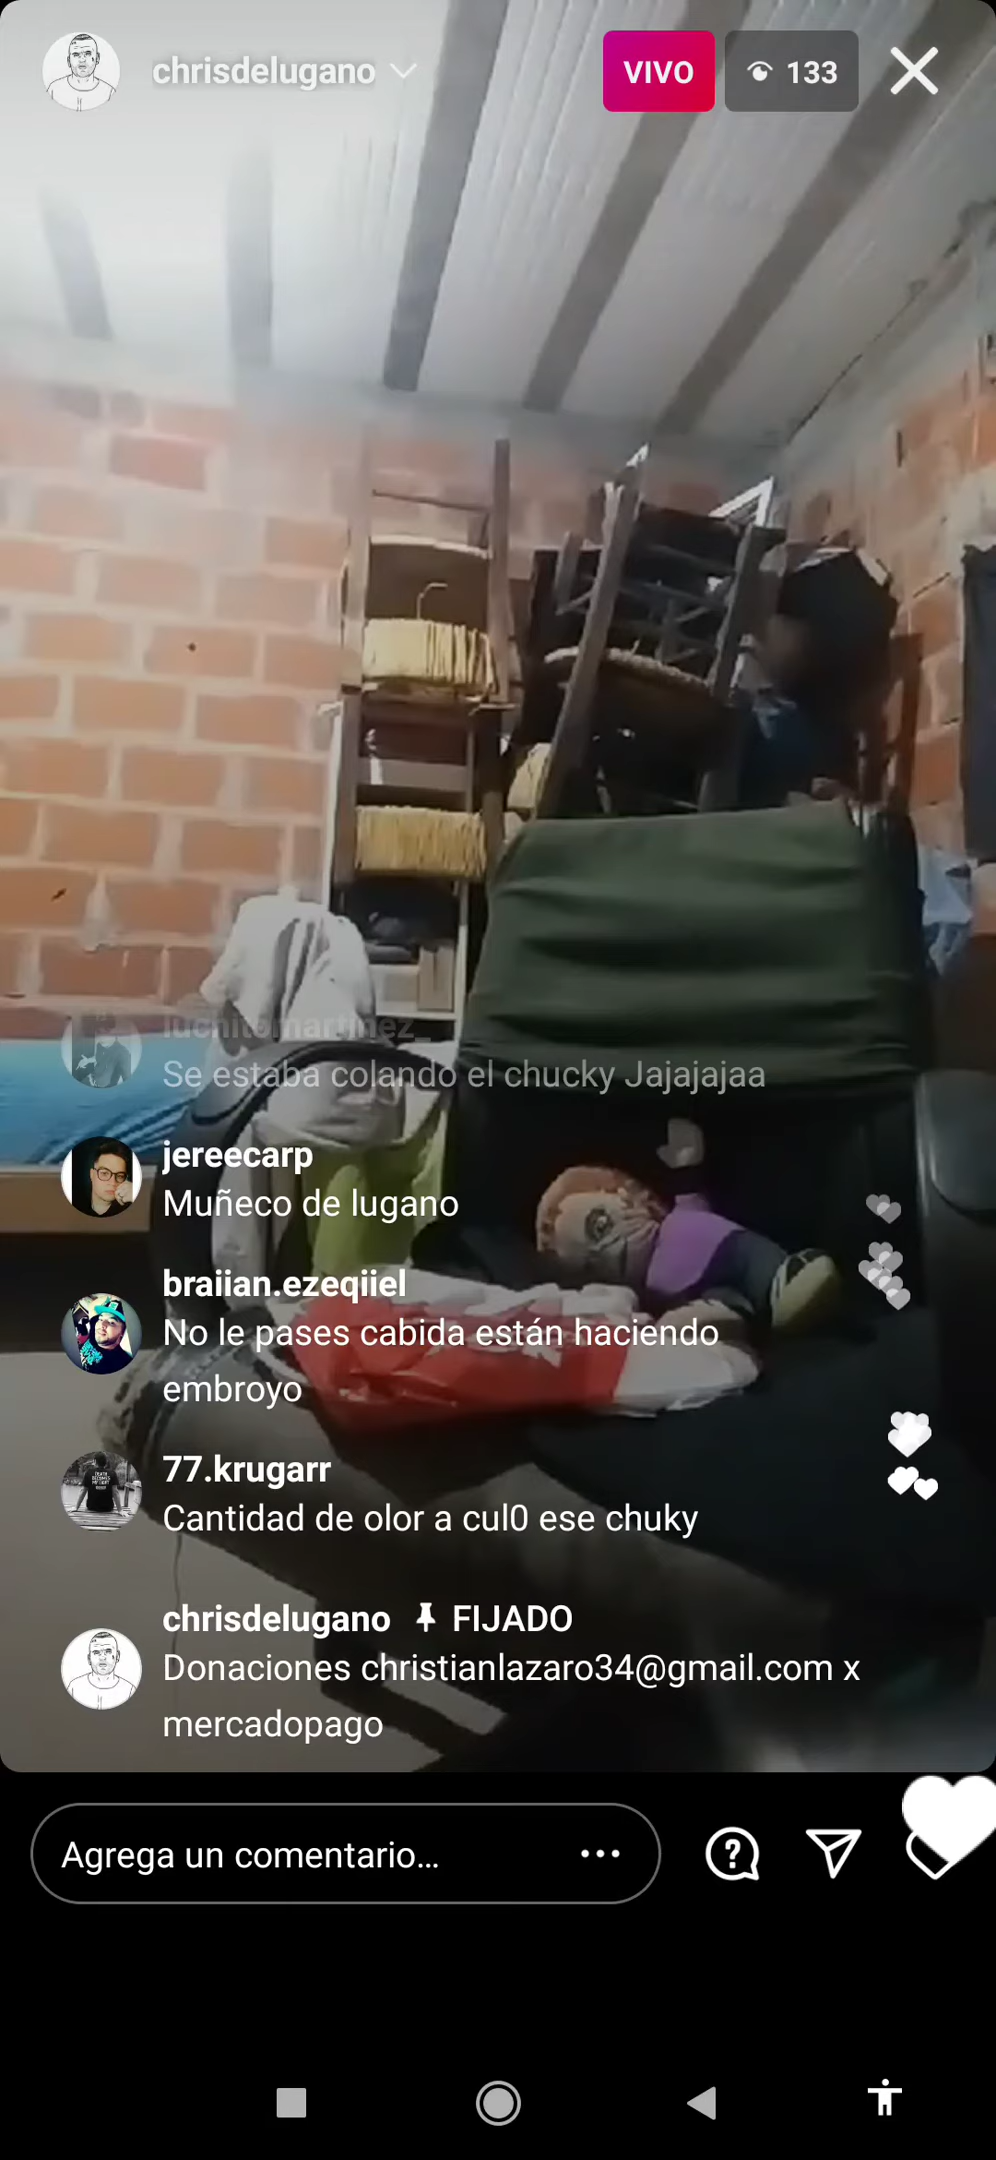 chrisdelugano
VIVO
133
luchitomartinez_
Se estaba colando el chucky Jajajajaa
jereecarp
Muñeco de lugano
braiian.ezeqiiel
No le pases cabida están haciendo
embroyo
77.krugarr
Cantidad de olor a cul0 ese chuky
chrisdelugano FIJADO
Donaciones christianlazaro34@gmail.com x
mercadopago
Agrega un comentario...